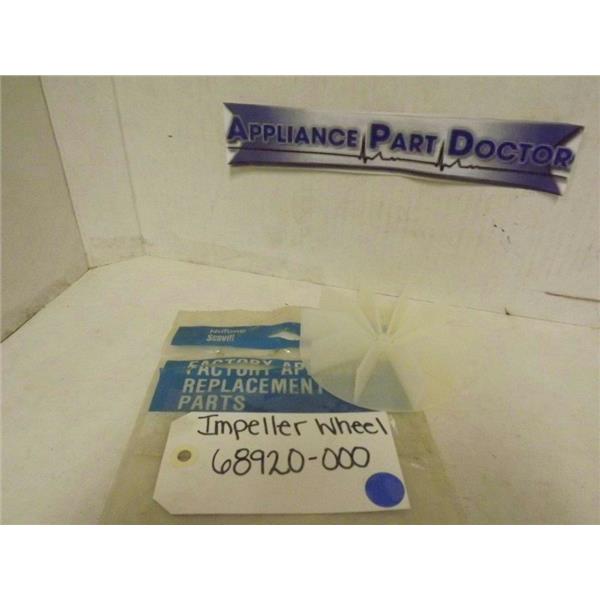 APPLIANCE PART DOCTOR
NuTone
Scovill
FACTORY AP
REPLACEMENT
PARTS
Impeller Wheel
68920-000